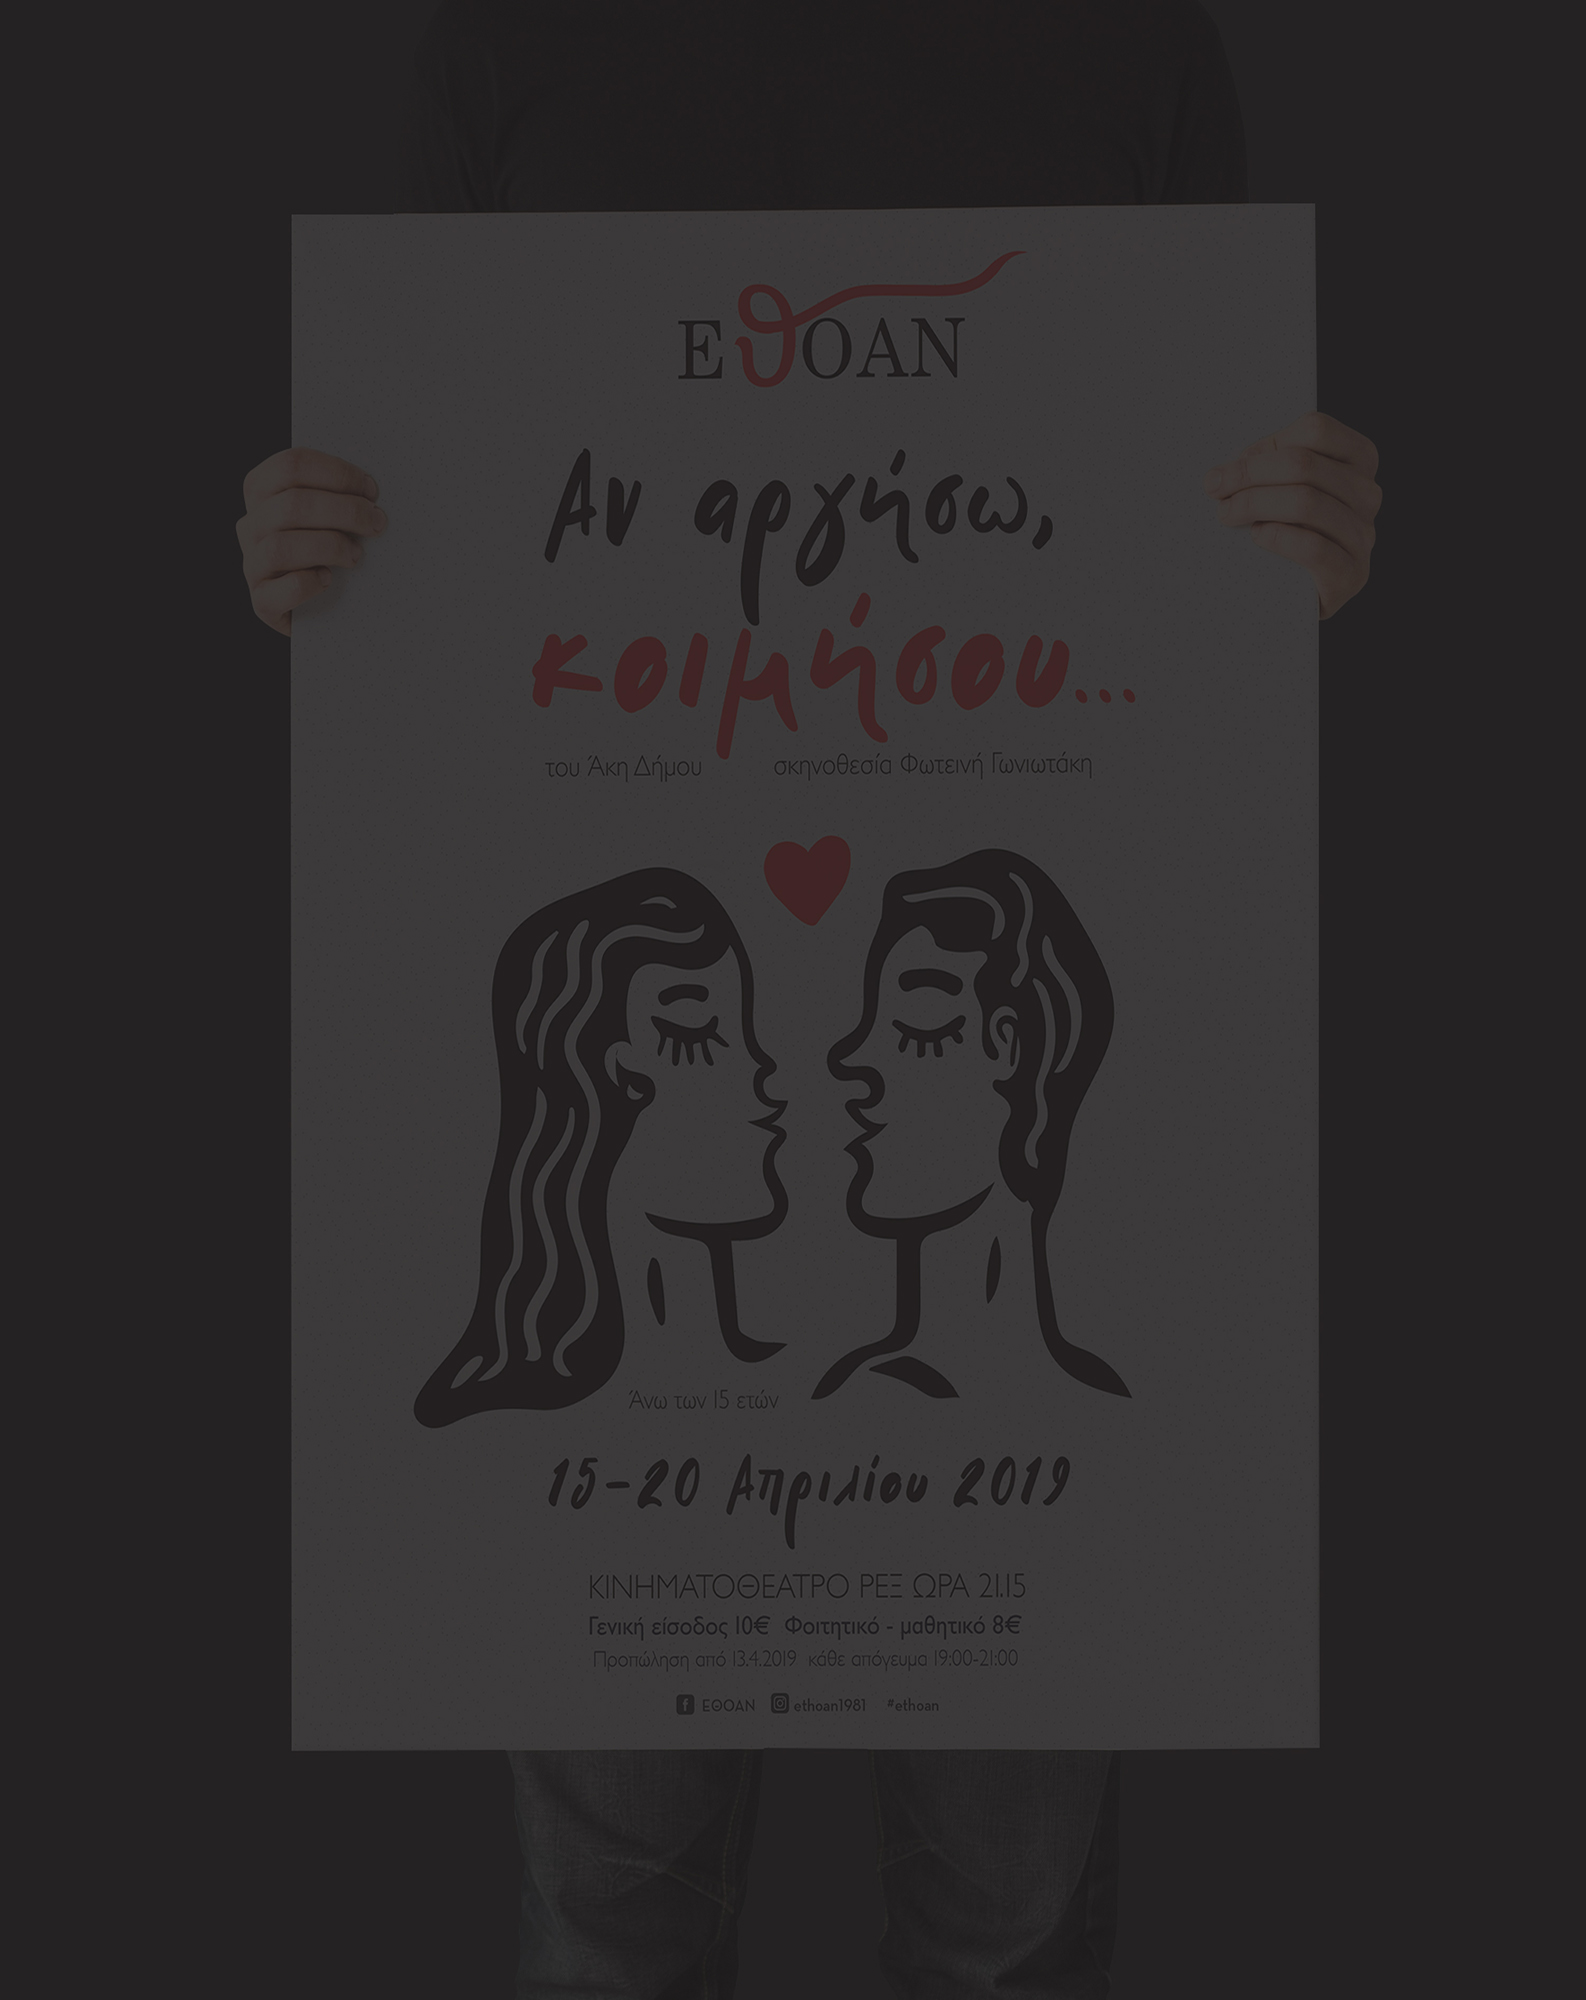 ΕθΟΑΝ
Αν αργήσω,
κοιμήσου...
του Άκη Δήμου σκηνοθεσία Φωτεινή Γωνιωτάκη
Άνω των 15 ετών
15-20 Απριλίου 2019
ΚΙΝΗΜΑΤΟΘΕΑΤΡΟ ΡΕΞ ΩΡΑ 21.15
Γενική είσοδος 10€ Φοιτητικό - μαθητικό 8€
Προπώληση από 13.4.2019 κάθε απόγευμα 19:00-21:00
ΕΘΟΑΝ ethoan1981 #ethoan